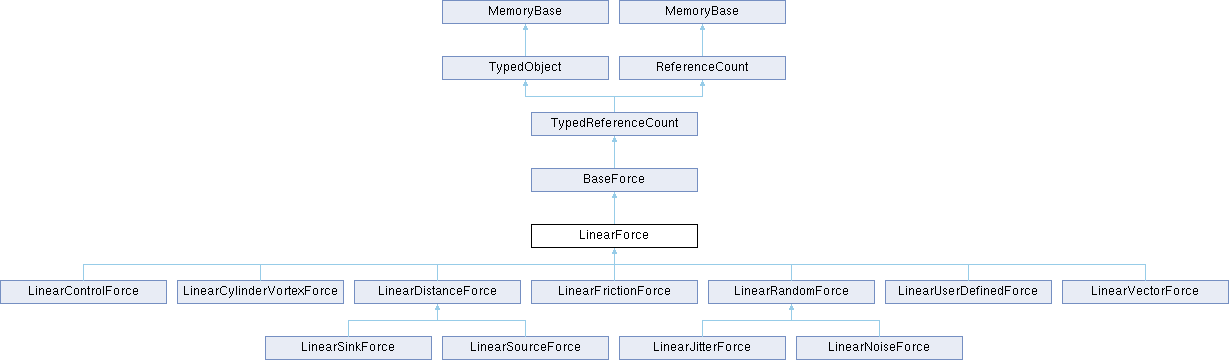 MemoryBase
MemoryBase
TypedObject
ReferenceCount
TypedReferenceCount
BaseForce
LinearForce
LinearControlForce
LinearCylinderVortexForce
LinearDistanceForce
LinearFrictionForce
LinearRandomForce
LinearUserDefinedForce
LinearVectorForce
LinearSinkForce
LinearSourceForce
LinearJitterForce
LinearNoiseForce